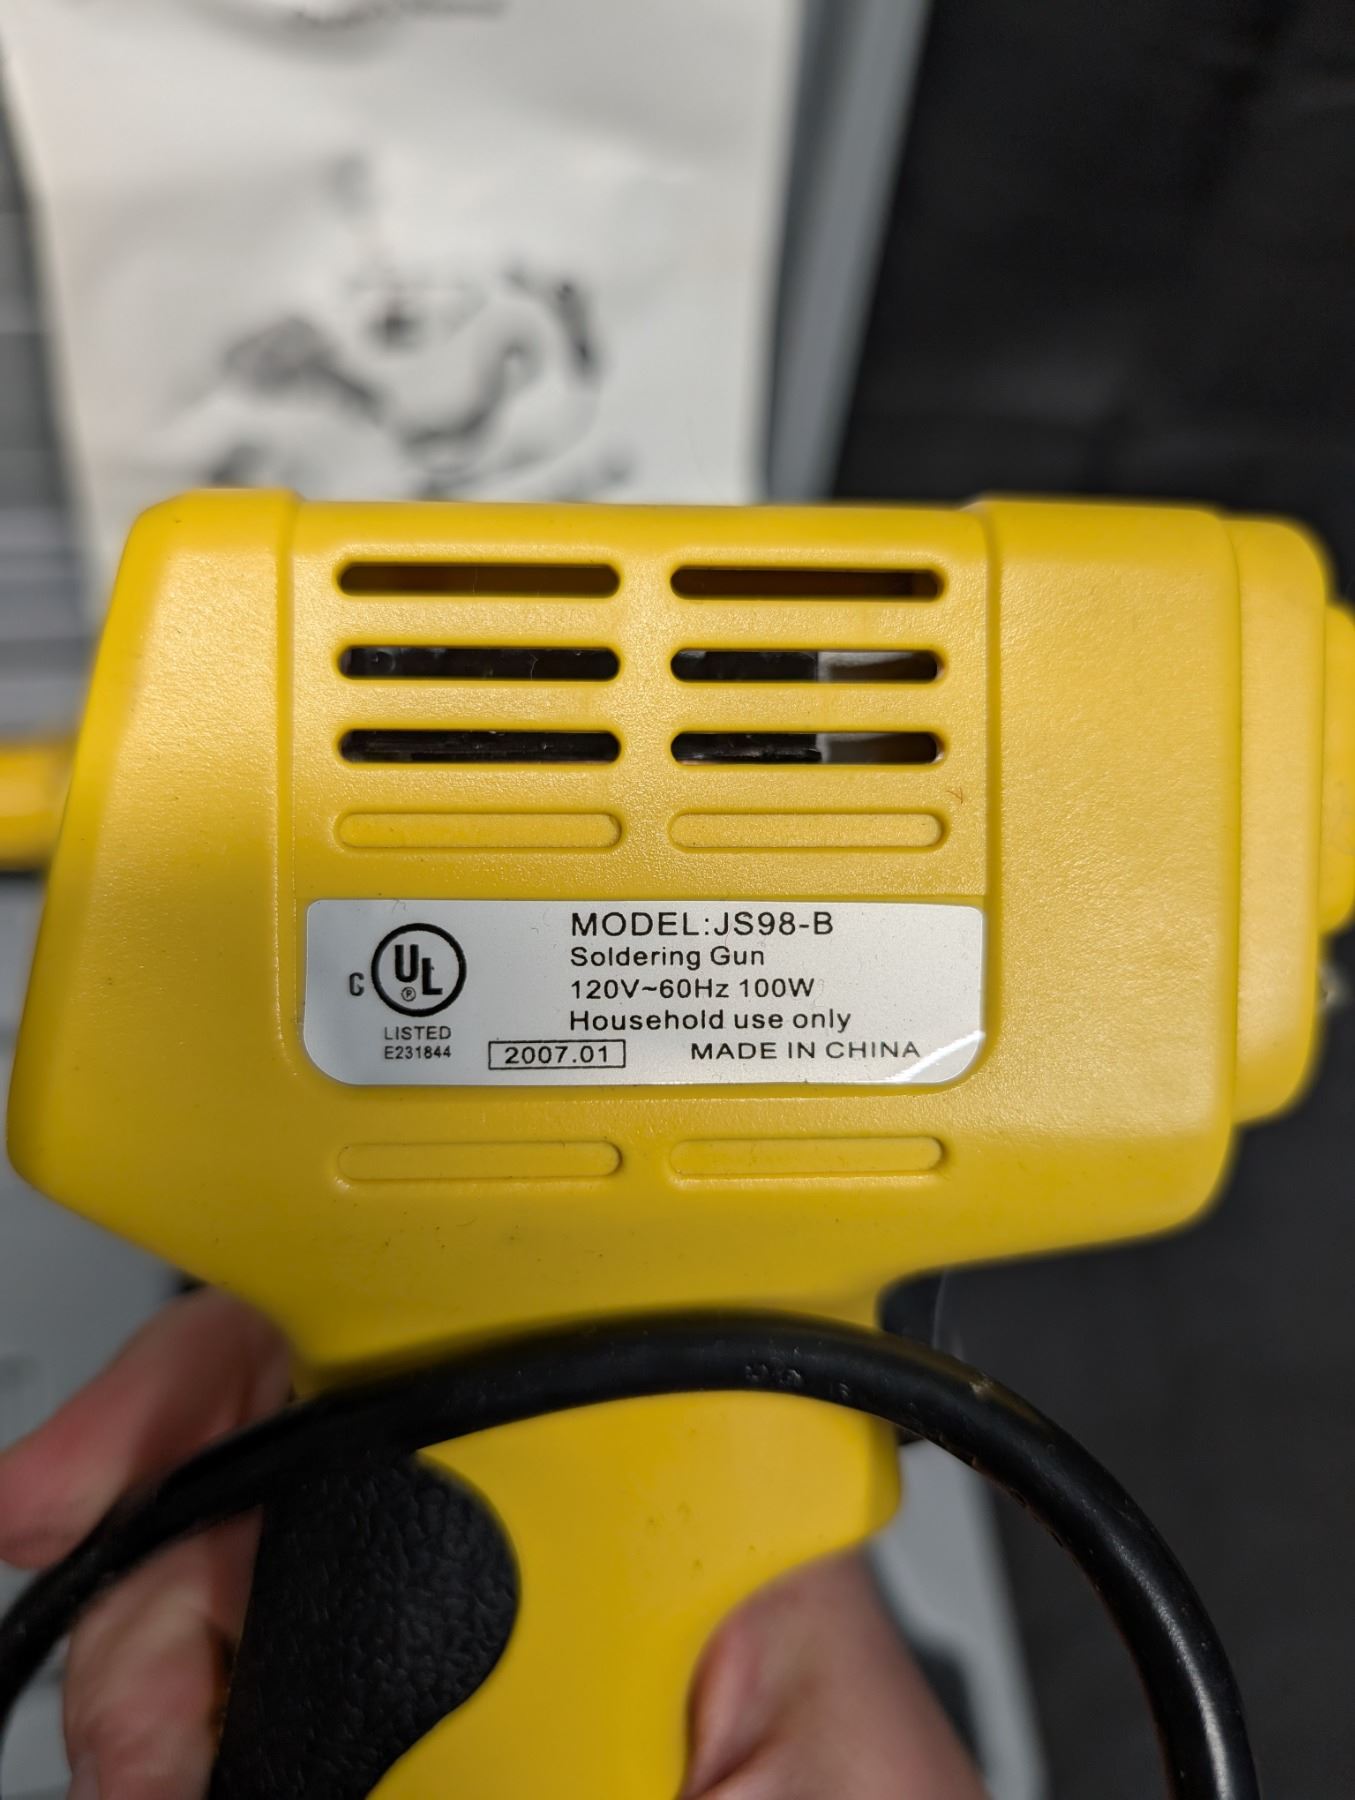 MODEL:JS98-B
Soldering Gun
120V~60Hz 100W
Household use only
C UL ®
LISTED
E231844
2007.01
MADE IN CHINA